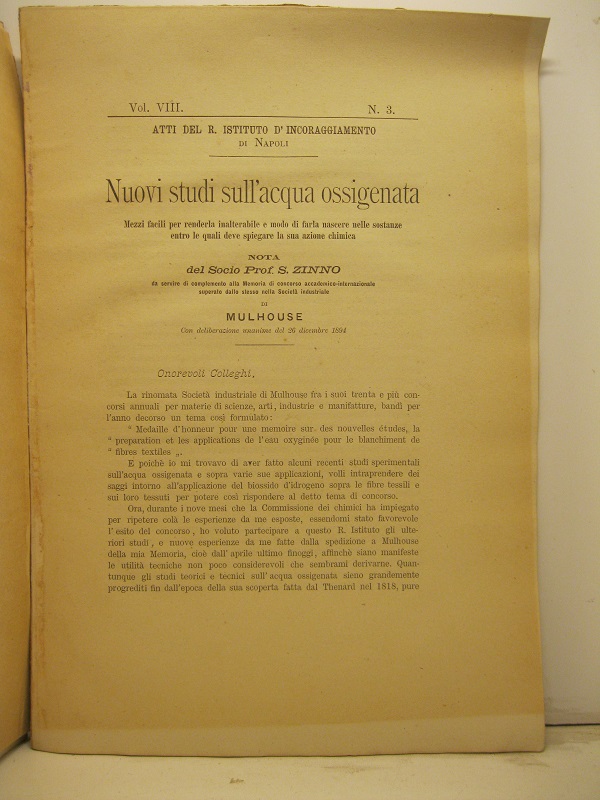 Vol. VIII. N. 3.
ATTI DEL R. ISTITUTO D' INCORAGGIAMENTO
DI NAPOLI
Nuovi studi sull'acqua ossigenata
Mezzi facili per renderla inalterabile e modo di farla nascere nelle sostanze
entro le quali deve spiegare la sua azione chimica
NOTA
del Socio Prof. S. ZINNO
da servire di complemento alla Memoria di concorso accademico-internazionale
superato dallo stesso nella Società industriale
DI
MULHOUSE
Con deliberazione unanime del 26 dicembre 1894
Onorevoli Colleghi,
La rinomata Società industriale di Mulhouse fra i suoi trenta e più con-
corsi annuali per materie di scienze, arti, industrie e manifatture, bandì per
l'anno decorso un tema così formulato:
" Medaille d'honneur pour une memoire sur des nouvelles études, la
" preparation et les applications de l'eau oxyginée pour le blanchiment de
" fibres textiles „.
E poichè io mi trovavo di aver fatto alcuni recenti studi sperimentali
sull'acqua ossigenata e sopra varie sue applicazioni, volli intraprendere dei
saggi intorno all'applicazione del biossido d'idrogeno sopra le fibre tessili e
sui loro tessuti per potere così rispondere al detto tema di concorso.
Ora, durante i nove mesi che la Commissione dei chimici ha impiegato
per ripetere colà le esperienze da me esposte, essendomi stato favorevole
l'esito del concorso, ho voluto partecipare a questo R. Istituto gli ulte-
riori studi, e nuove esperienze da me fatte dalla spedizione a Mulhouse
della mia Memoria, cioè dall'aprile ultimo finoggi, affinchè siano manifeste
le utilità tecniche non poco considerevoli che sembrami derivarne. Quan-
tunque gli studi teorici e tecnici sull'acqua ossigenata sieno grandemente
progrediti fin dall'epoca della sua scoperta fatta dal Thenard nel 1818, pure